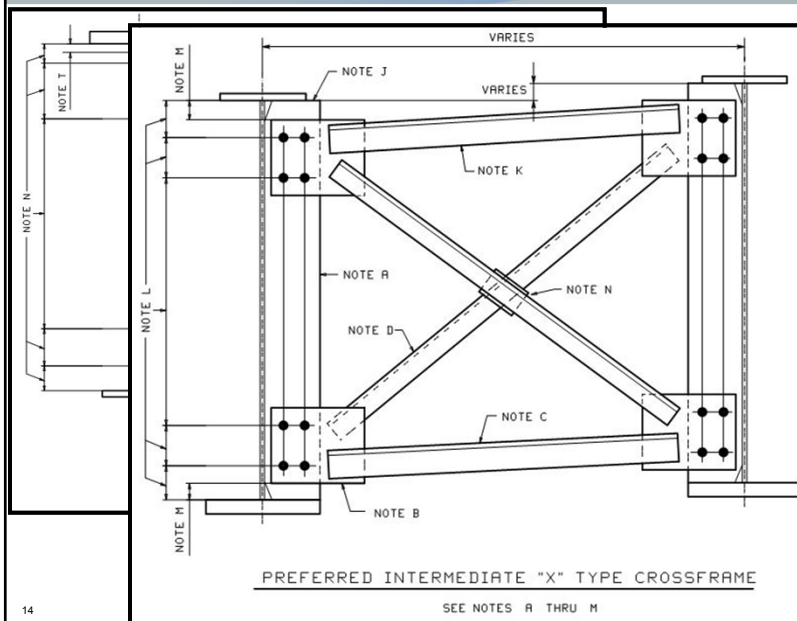 VARIES
NOTE M
NOTE J
VARIES
NOTE T
NOTE K
NOTE N
NOTE L
NOTE A
NOTE N
NOTE D
NOTE C
NOTE B
NOTE M
PREFERRED INTERMEDIATE "X" TYPE CROSSFRAME
SEE NOTES A THRU M
14